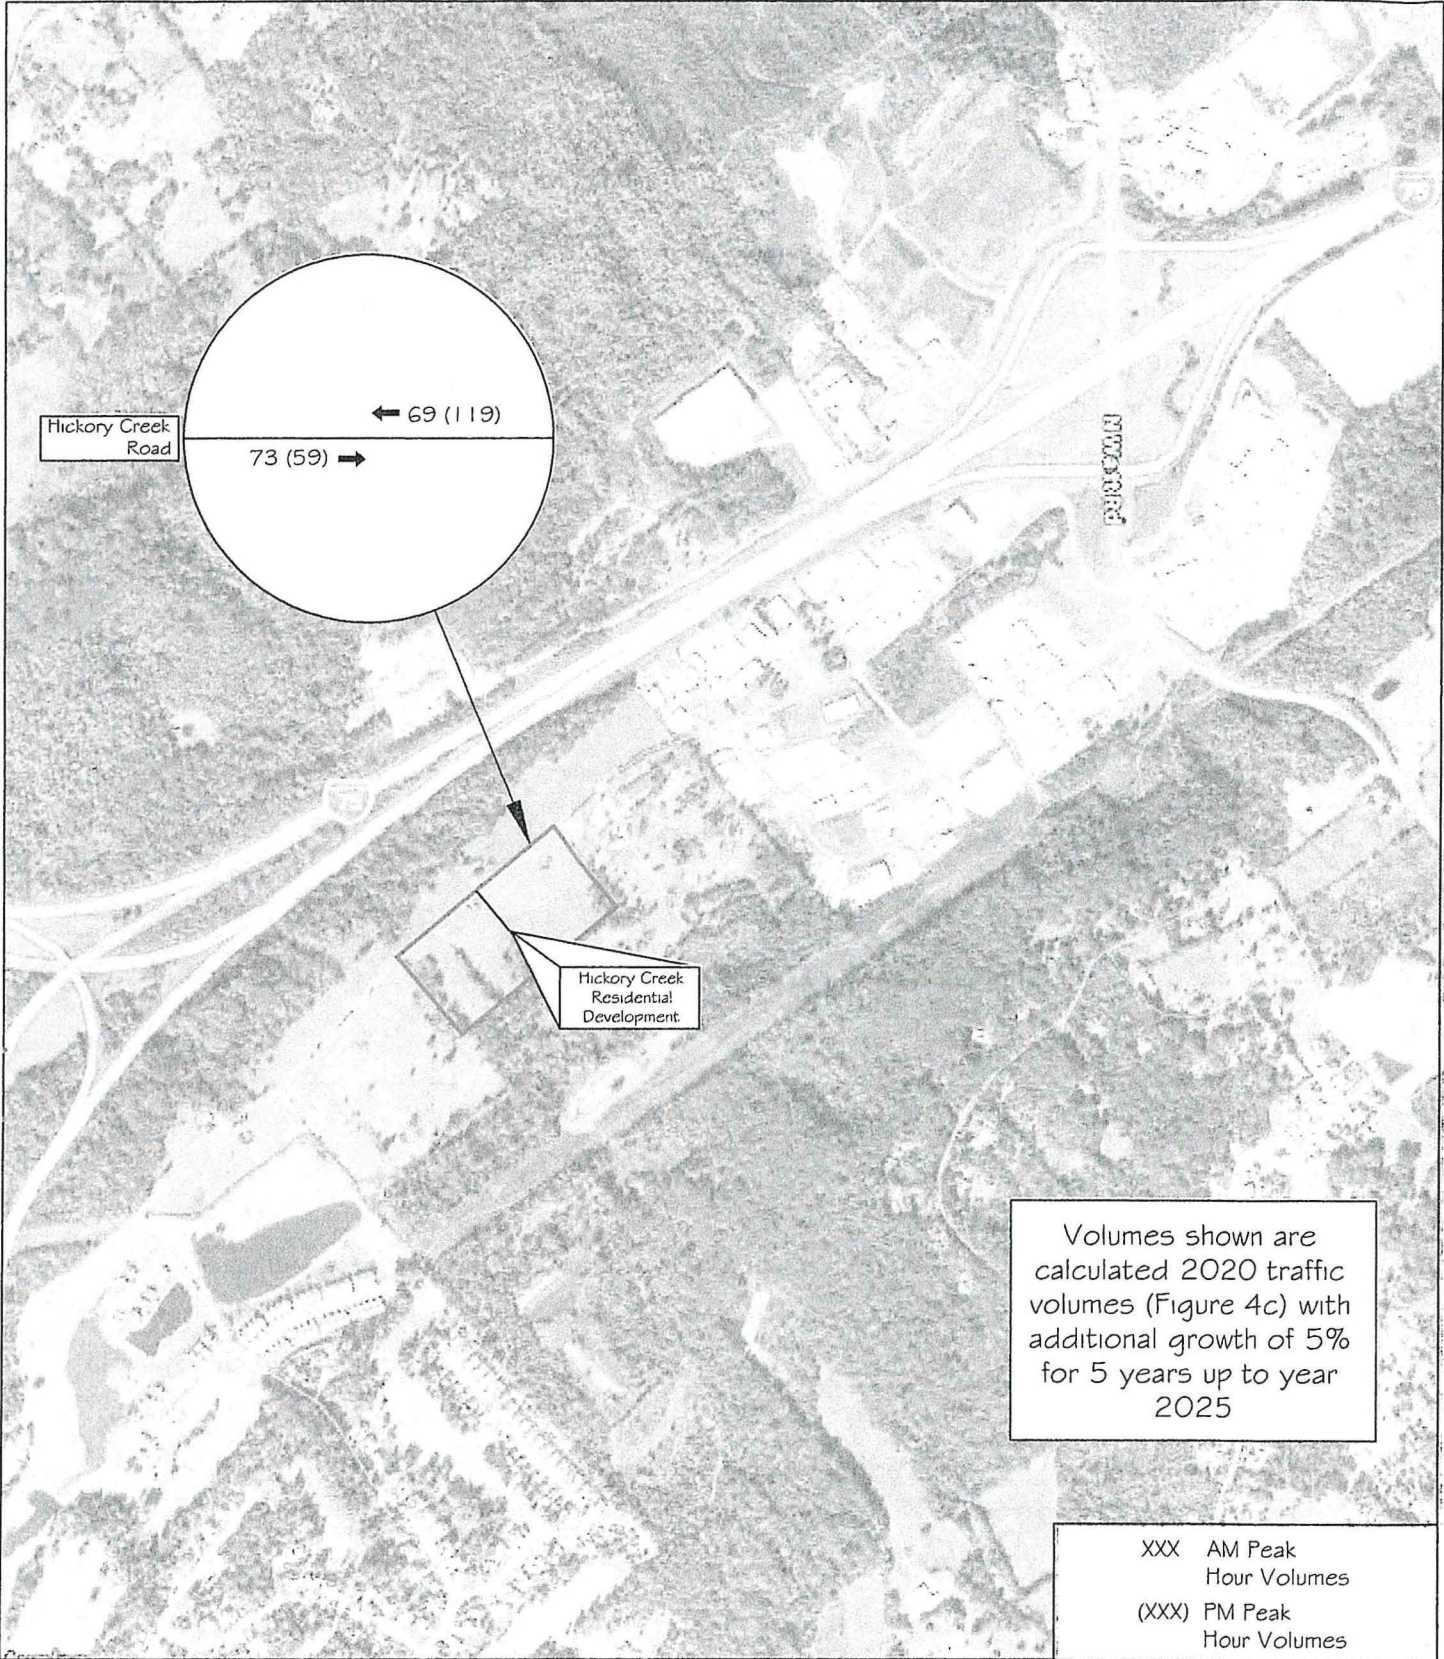 Hickory Creek
Road
69 (119)
73 (59)
Hickory Creek
Residential
Development
Volumes shown are
calculated 2020 traffic
volumes (Figure 4c) with
additional growth of 5%
for 5 years up to year
2025
XXX AM Peak
Hour Volumes
(XXX) PM Peak
Hour Volumes